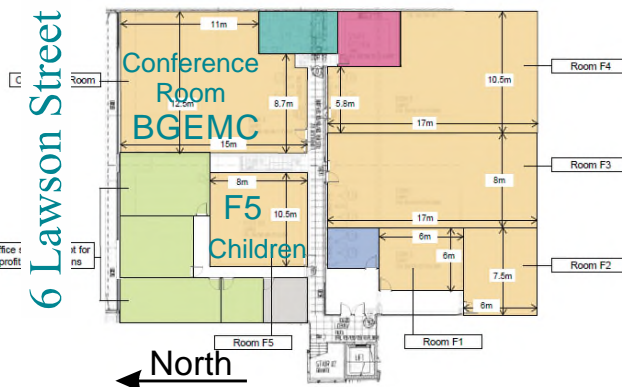 6 Lawson Street
11m
Conference
Room
BGEMC
12.5m
8.7m
15m
Room
Room F4
10.5m
5.8m
17m
Room F3
8m
17m
8m
10.5m
F5
Children
6m
6m
7.5m
6m
Room F2
Room F5
Room F1
LIFT
North